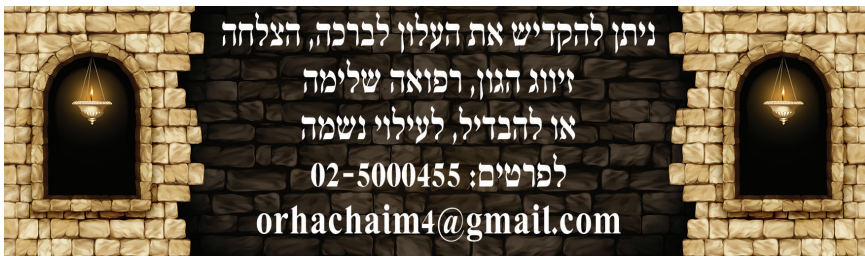 ניתן להקדיש את העלון לברכה, הצלחה
זיווג הגון, רפואה שלימה
או להבדיל, לעילוי נשמה
לפרטים: 02-5000455
orhachaim4@gmail.com